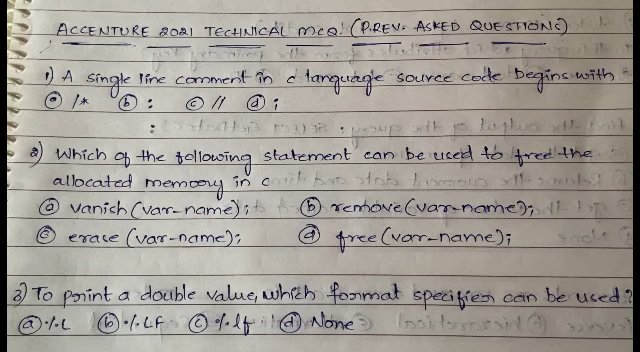 ACCENTURE 2021 TECHNICAL MCQ. (PREV. ASKED QUESTIONS)
1) A single line comment in c language source code begins with
ⓐ /* ⓑ : ⓒ // ⓓ ;
2) Which of the following statement can be used to free the
allocated memory in c
ⓐ vanish (var-name); ⓑ remove (var-name);
ⓒ erase (var-name); ⓓ free (var-name);
3) To print a double value, which format specifier can be used?
ⓐ %L ⓑ %LF ⓒ %lf ⓓ None